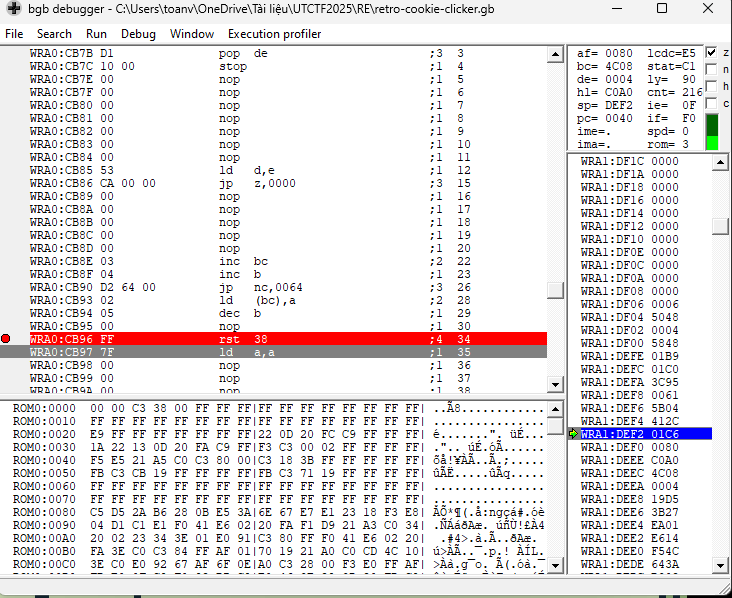 bgb debugger - C:\Users\toanv\OneDrive\Tài liệu\UTCTF2025\RE\retro-cookie-clicker.gb
File Search Run Debug Window Execution profiler
WRA0:CB7B D1 pop de ;3 3
WRA0:CB7C 10 00 stop ;1 4
WRA0:CB7E 00 nop ;1 5
WRA0:CB7F 00 nop ;1 6
WRA0:CB80 00 nop ;1 7
WRA0:CB81 00 nop ;1 8
WRA0:CB82 00 nop ;1 9
WRA0:CB83 00 nop ;1 10
WRA0:CB84 00 nop ;1 11
WRA0:CB85 53 ld d,e ;1 12
WRA0:CB86 CA 00 00 jp z,0000 ;3 15
WRA0:CB89 00 nop ;1 16
WRA0:CB8A 00 nop ;1 17
WRA0:CB8B 00 nop ;1 18
WRA0:CB8C 00 nop ;1 19
WRA0:CB8D 00 nop ;1 20
WRA0:CB8E 03 inc bc ;2 22
WRA0:CB8F 04 inc b ;1 23
WRA0:CB90 D2 64 00 jp nc,0064 ;3 26
WRA0:CB93 02 ld (bc),a ;2 28
WRA0:CB94 05 dec b ;1 29
WRA0:CB95 00 nop ;1 30
WRA0:CB96 FF rst 38 ;4 34
WRA0:CB97 7F ld a,a ;1 35
WRA0:CB98 00 nop ;1 36
WRA0:CB99 00 nop ;1 37
WRA0:CB9A 00 nop ;1 38
af= 0080 lcdc=E5 z
bc= 4C08 stat=C1 n
de= 0004 ly= 90 h
hl= C0A0 cnt= 216 c
sp= DEF2 ie= 0F
pc= 0040 if= F0
ime=. spd= 0
ima=. rom= 3
WRA1:DF1C 0000
WRA1:DF1A 0000
WRA1:DF18 0000
WRA1:DF16 0000
WRA1:DF14 0000
WRA1:DF12 0000
WRA1:DF10 0000
WRA1:DF0E 0000
WRA1:DF0C 0000
WRA1:DF0A 0000
WRA1:DF08 0000
WRA1:DF06 0006
WRA1:DF04 5048
WRA1:DF02 0004
WRA1:DF00 5848
WRA1:DEFE 01B9
WRA1:DEFC 01C0
WRA1:DEFA 3C95
WRA1:DEF8 0061
WRA1:DEF6 5B04
WRA1:DEF4 412C
WRA1:DEF2 01C6
WRA1:DEF0 0080
WRA1:DEEE C0A0
WRA1:DEEC 4C08
WRA1:DEEA 0004
WRA1:DEE8 19D5
WRA1:DEE6 3B27
WRA1:DEE4 EA01
WRA1:DEE2 E614
WRA1:DEE0 F54C
WRA1:DEDE 643A
ROM0:0000 00 00 C3 38 00 FF FF FF|FF FF FF FF FF FF FF FF| ..Ã8............
ROM0:0010 FF FF FF FF FF FF FF FF|FF FF FF FF FF FF FF FF| ................
ROM0:0020 E9 FF FF FF FF FF FF FF|22 0D 20 FC C9 FF FF FF| é......."． üÉ...
ROM0:0030 1A 22 13 0D 20 FA C9 FF|F3 C3 00 02 FF FF FF FF| .".. úÉ.óÃ......
ROM0:0040 F5 E5 21 A5 C0 C3 80 00|C3 18 3B FF FF FF FF FF| õå!¥ÀÃ..Ã.;.....
ROM0:0050 FB C3 CB 19 FF FF FF FF|FB C3 71 19 FF FF FF FF| ûÃË.....ûÃq.....
ROM0:0060 FF FF FF FF FF FF FF FF|FF FF FF FF FF FF FF FF| ................
ROM0:0070 FF FF FF FF FF FF FF FF|FF FF FF FF FF FF FF FF| ................
ROM0:0080 C5 D5 2A B6 28 0B E5 3A|6E 67 E7 E1 23 18 F3 E8| ÅÕ*¶(.å:ngçá#.óè
ROM0:0090 04 D1 C1 E1 F0 41 E6 02|20 FA F1 D9 21 A3 C0 34| .ÑÁáðAæ. úñÙ!£À4
ROM0:00A0 20 02 23 34 3E 01 E0 91|C3 80 FF F0 41 E6 02 20| .#4>.à.Ã.ðAæ.
ROM0:00B0 FA 3E C0 C3 84 FF AF 01|70 19 21 A0 C0 CD 4C 10| ú>ÀÃ..¯.p.! ÀÍL.
ROM0:00C0 3E C0 E0 92 67 AF 6F 0E|A0 C3 28 00 F3 E0 FF AF